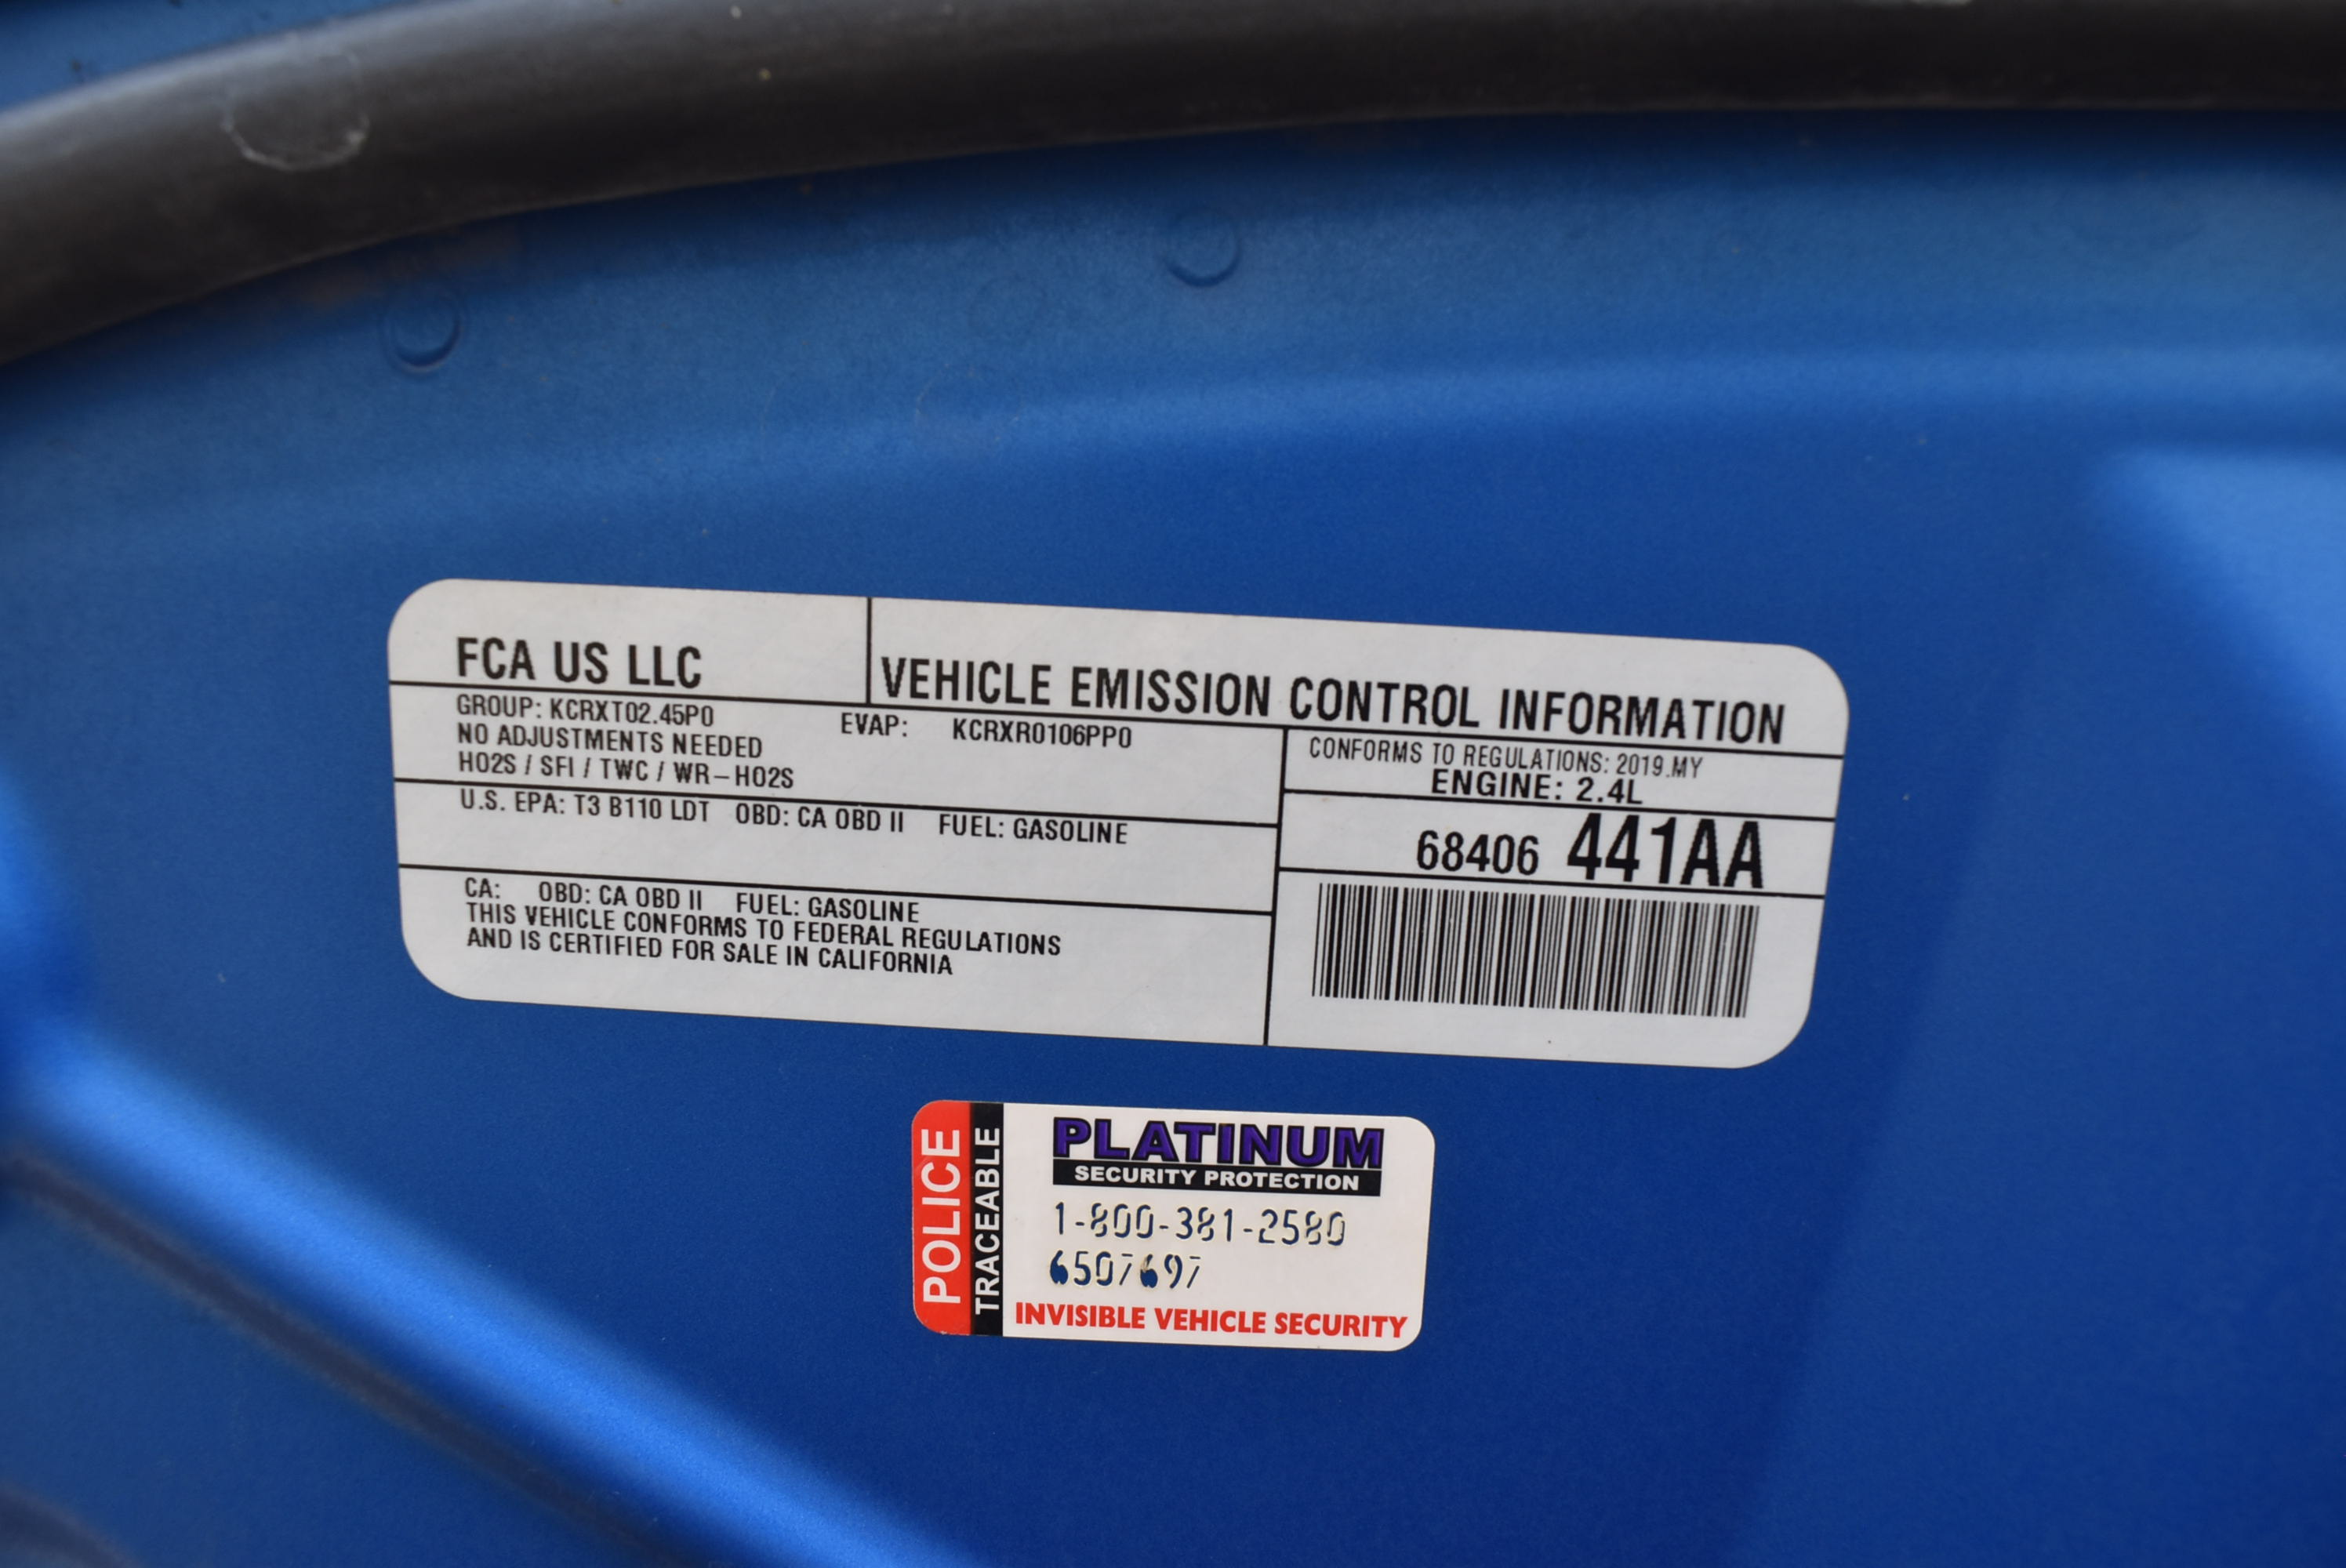 FCA US LLC
VEHICLE EMISSION CONTROL INFORMATION
GROUP: KCRXT02.45P0
EVAP: KCRXR0106PP0
NO ADJUSTMENTS NEEDED
HO2S / SFI / TWC / WR-HO2S
CONFORMS TO REGULATIONS: 2019.MY
ENGINE: 2.4L
U.S. EPA: T3 B110 LDT OBD: CA OBD II FUEL: GASOLINE
68406 441AA
CA: OBD: CA OBD II FUEL: GASOLINE
THIS VEHICLE CONFORMS TO FEDERAL REGULATIONS
AND IS CERTIFIED FOR SALE IN CALIFORNIA
POLICE
TRACEABLE
PLATINUM
SECURITY PROTECTION
1-800-381-2580
6507697
INVISIBLE VEHICLE SECURITY